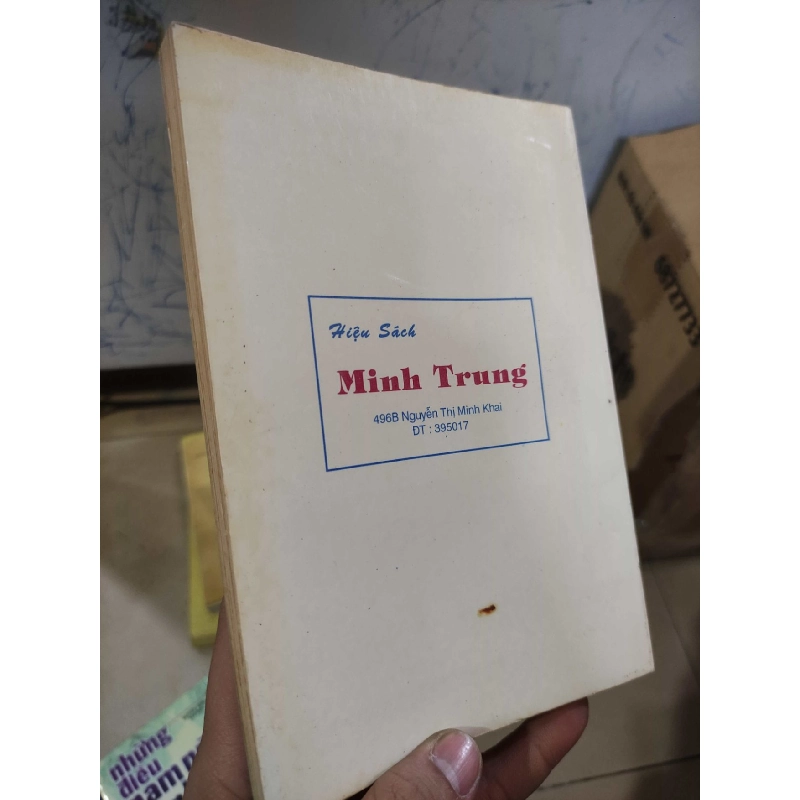 Hiệu Sách
Minh Trung
496B Nguyễn Thị Minh Khai
ĐT : 395017
những
điều